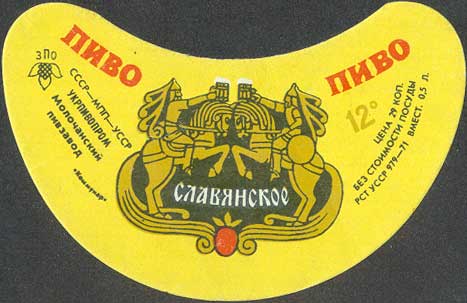 ЗПО
ПИВО
СССР—МПП—УССР
УКРПИВОПРОМ
Молочанский
пивзавод
СЛАВЯНСКОЕ
ПИВО
12°
ЦЕНА 29 КОП.
БЕЗ СТОИМОСТИ ПОСУДЫ
РСТ УССР 979—71 ВМЕСТ. 0,5 Л.